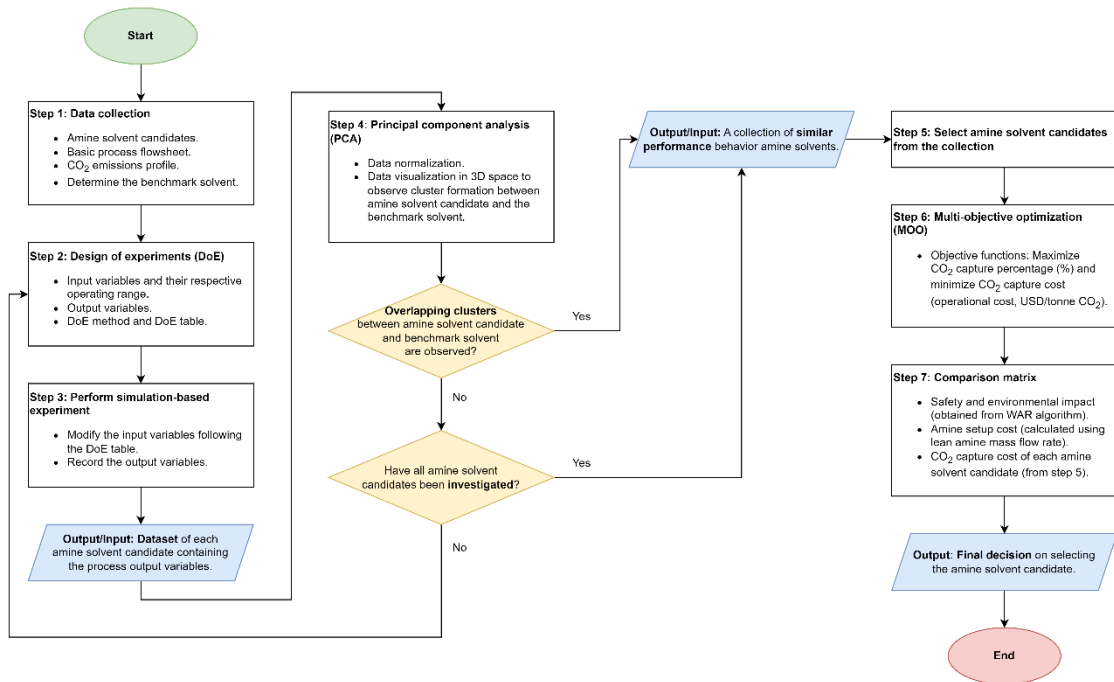 Start
Step 1: Data collection
• Amine solvent candidates.
• Basic process flowsheet.
• CO2 emissions profile.
• Determine the benchmark solvent.
Step 2: Design of experiments (DoE)
• Input variables and their respective
operating range.
• Output variables.
• DoE method and DoE table.
Step 3: Perform simulation-based
experiment
• Modify the input variables following
the DoE table.
• Record the output variables.
Output/Input: Dataset of each
amine solvent candidate containing
the process output variables.
Step 4: Principal component analysis
(PCA)
• Data normalization.
• Data visualization in 3D space to
observe cluster formation between
amine solvent candidate and the
benchmark solvent.
Overlapping clusters
between amine solvent candidate
and benchmark solvent
are observed?
Yes
No
Have all amine solvent
candidates been investigated?
Yes
No
Output/Input: A collection of similar
performance behavior amine solvents.
Step 5: Select amine solvent candidates
from the collection
Step 6: Multi-objective optimization
(MOO)
• Objective functions: Maximize
CO2 capture percentage (%) and
minimize CO2 capture cost
(operational cost, USD/tonne CO2).
Step 7: Comparison matrix
• Safety and environmental impact
(obtained from WAR algorithm).
• Amine setup cost (calculated using
lean amine mass flow rate).
• CO2 capture cost of each amine
solvent candidate (from step 5).
Output: Final decision on selecting
the amine solvent candidate.
End